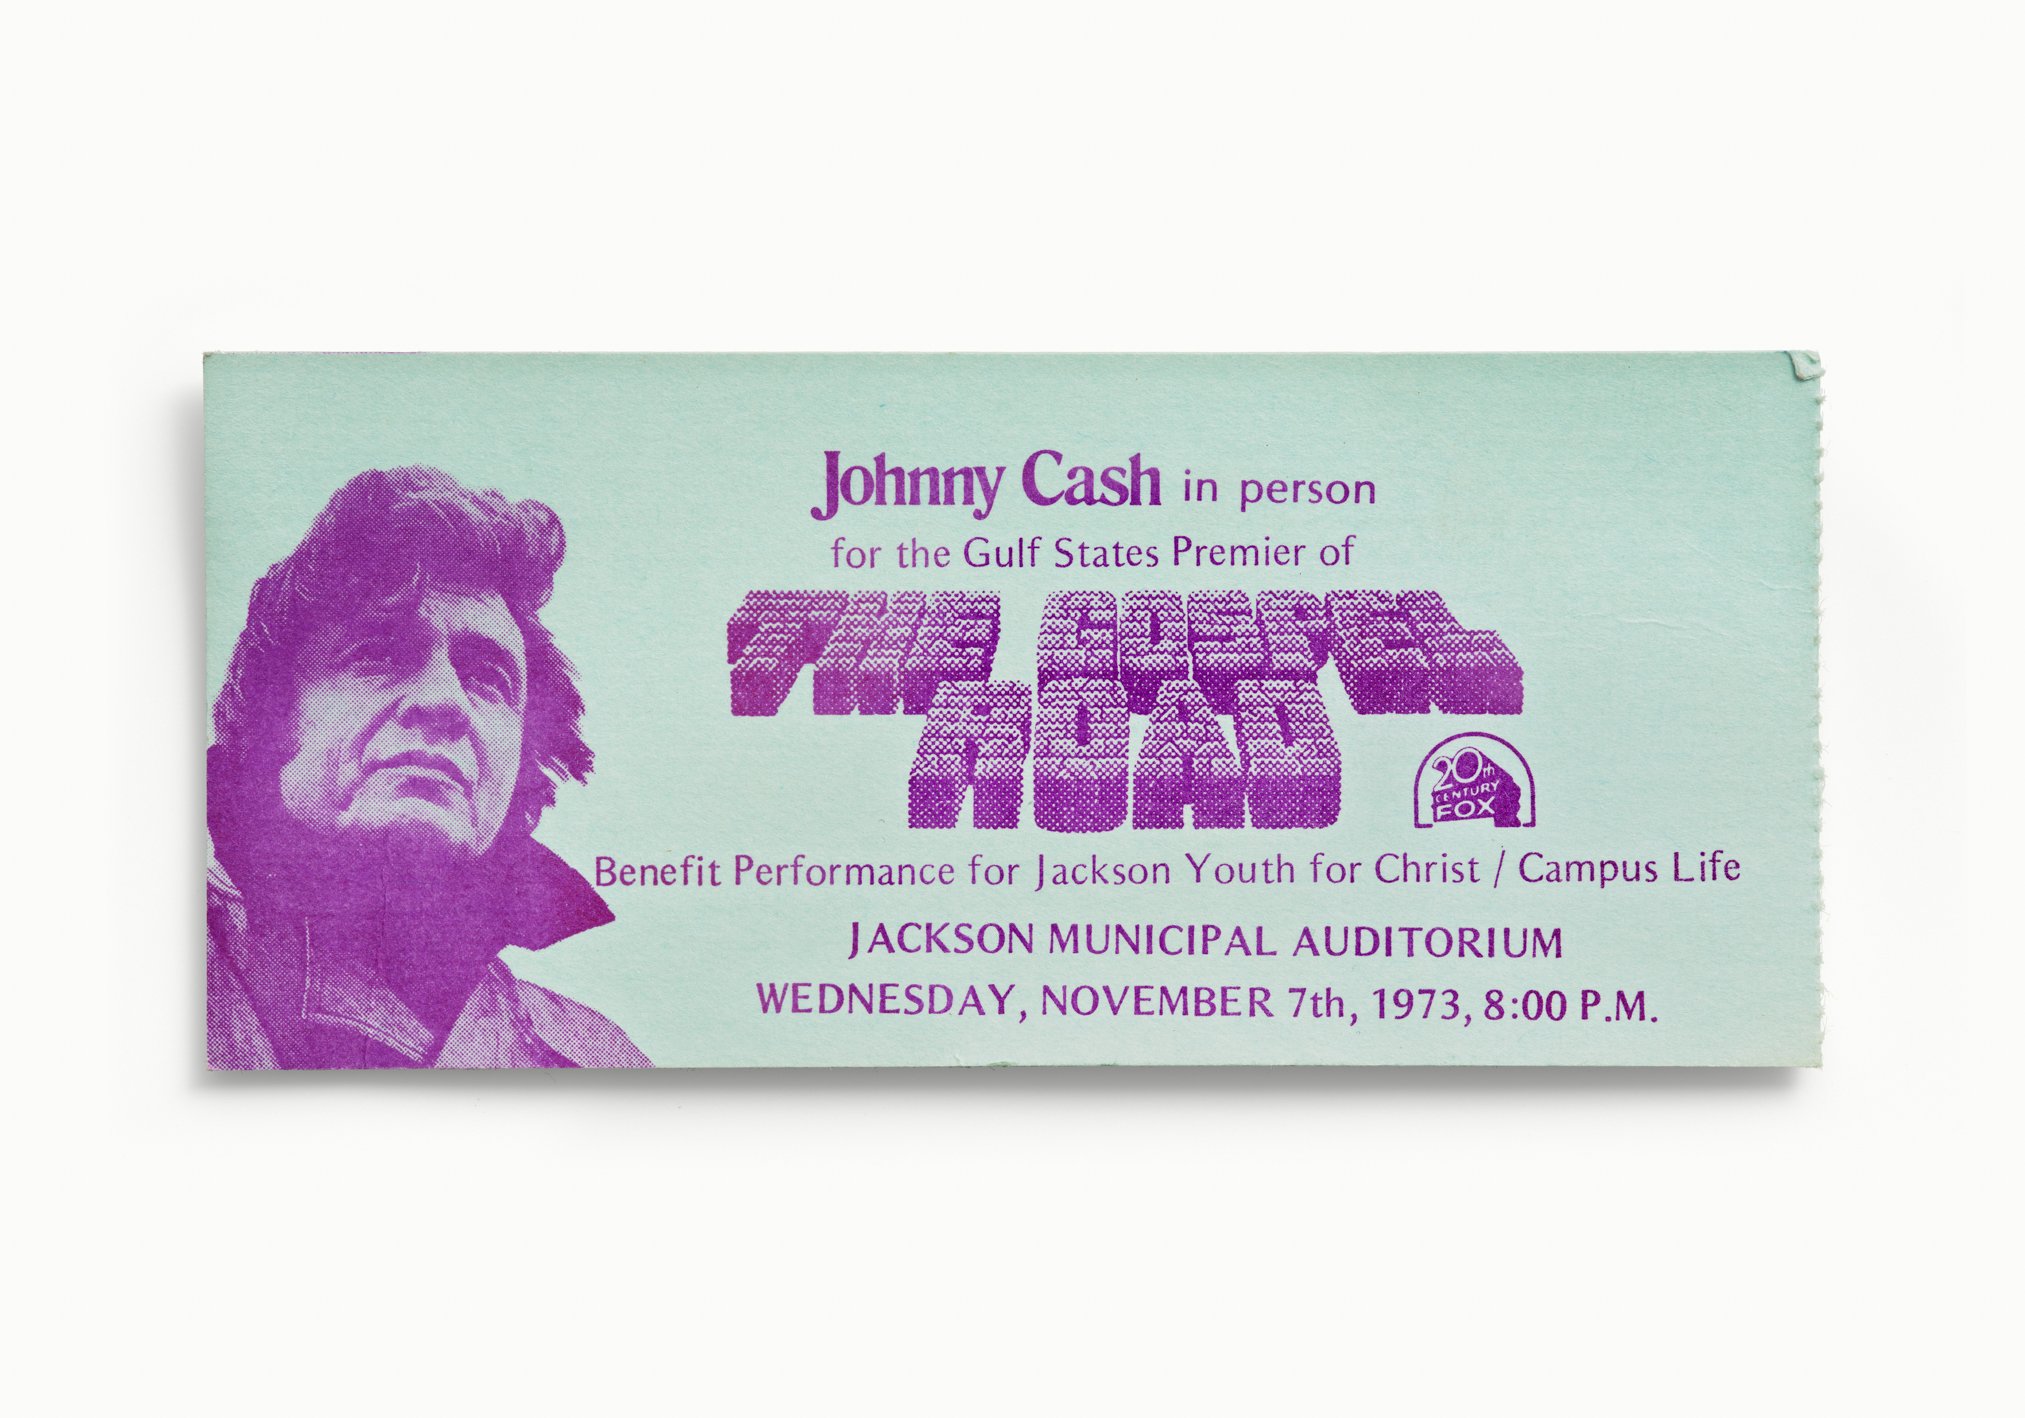 Johnny Cash in person
for the Gulf States Premier of
THE GOSPEL
ROAD
20th
CENTURY
FOX
Benefit Performance for Jackson Youth for Christ / Campus Life
JACKSON MUNICIPAL AUDITORIUM
WEDNESDAY, NOVEMBER 7th, 1973, 8:00 P.M.